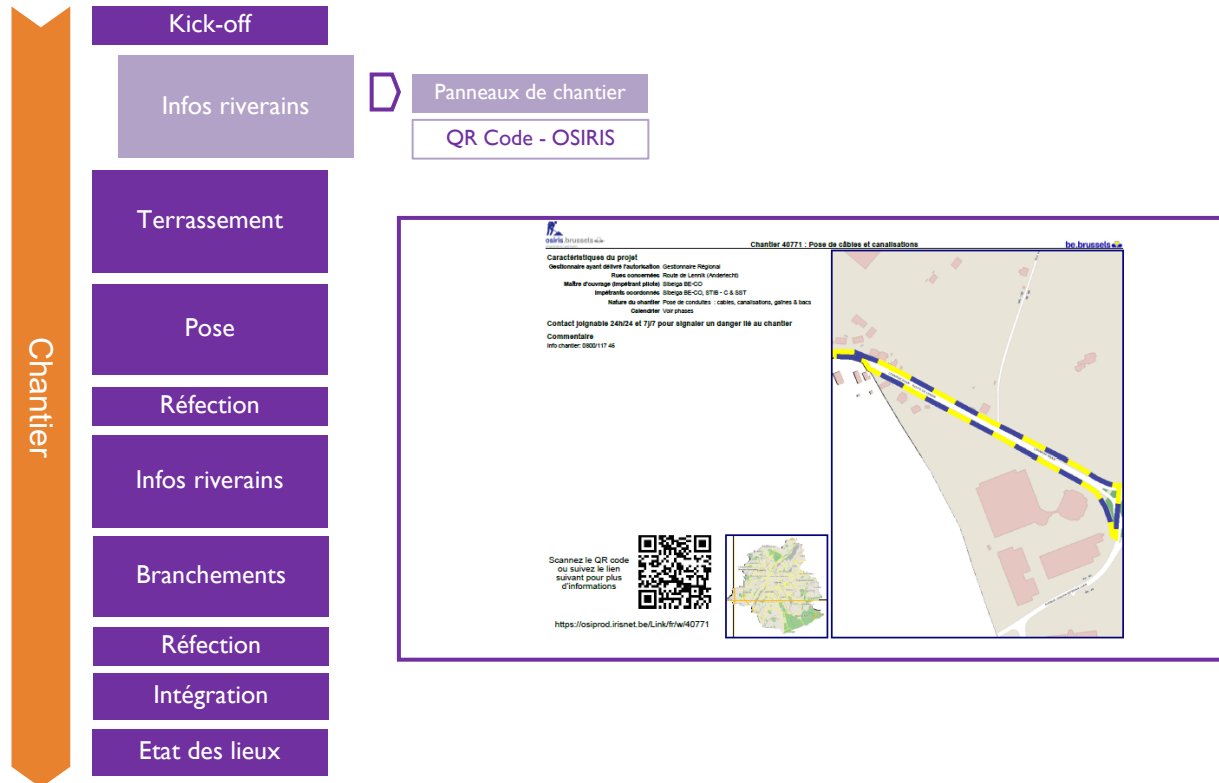 Chantier
Kick-off
Infos riverains
Panneaux de chantier
QR Code - OSIRIS
Terrassement
Pose
Réfection
Infos riverains
Branchements
Réfection
Intégration
Etat des lieux
osiris.brussels
Chantier 40771 : Pose de câbles et canalisations
be.brussels
Caractéristiques du projet
Gestionnaire ayant délivré l'autorisation Gestionnaire Régional
Rues concernées Route de Lennik (Anderlecht)
Maître d'ouvrage (Impétrant pilote) Sibelga BE-CO
Impétrants coordonnés Sibelga BE-CO, STIB - C & SST
Nature du chantier Pose de conduites : cables, canalisations, gaînes & bacs
Calendrier Voir phases
Contact joignable 24h/24 et 7j/7 pour signaler un danger lié au chantier
Commentaire
Info chantier: 0800/117 46
Scannez le QR code
ou suivez le lien
suivant pour plus
d'informations
https://osiprod.irisnet.be/Link/fr/w/40771